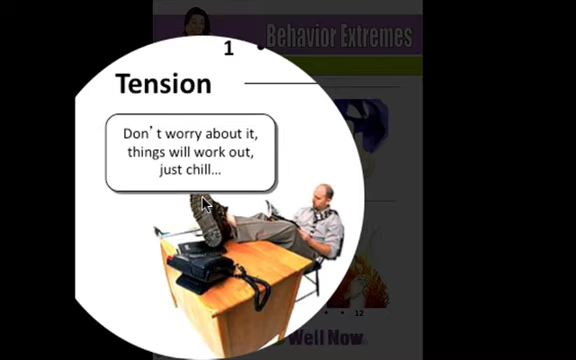 Behavior Extremes
1
Tension
Don't worry about it,
things will work out,
just chill...
12
Well Now